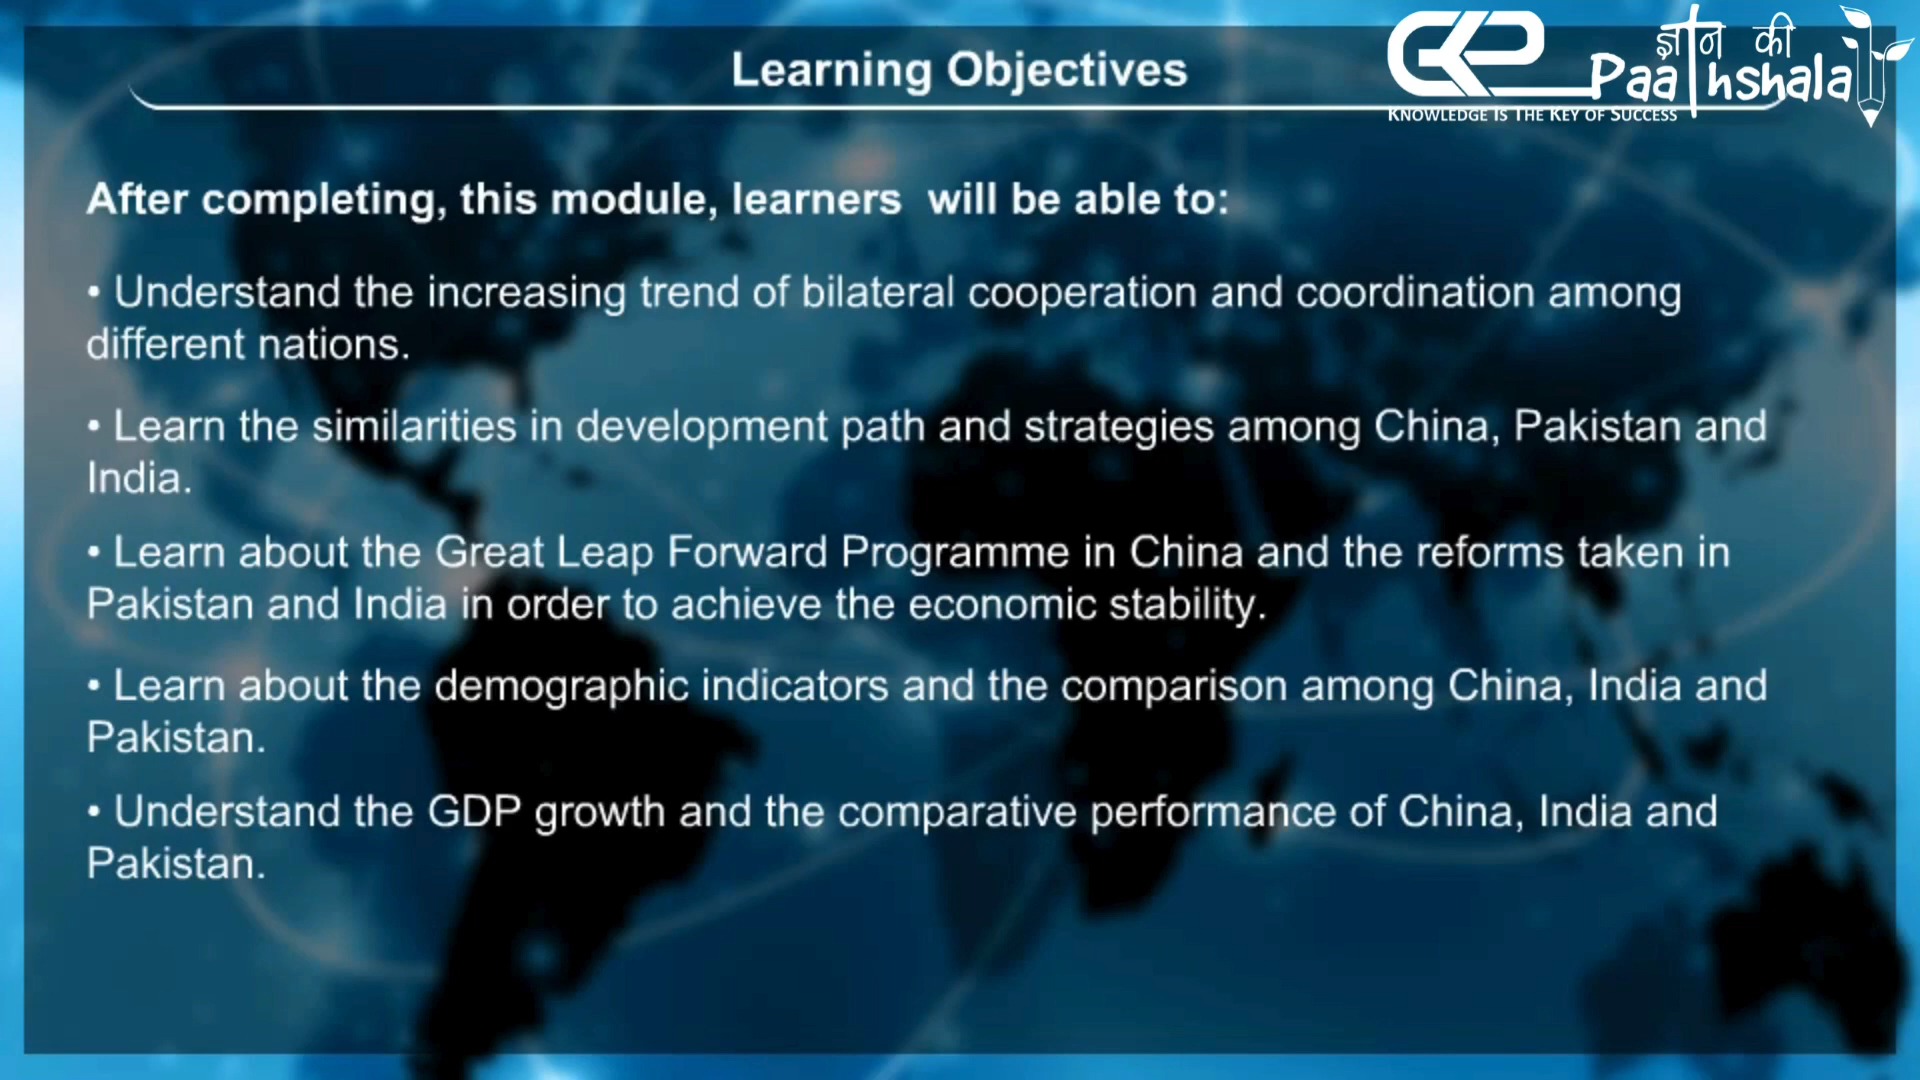 Learning Objectives
GKP
ज्ञान की
Paathshala
KNOWLEDGE IS THE KEY OF SUCCESS
After completing, this module, learners will be able to:
• Understand the increasing trend of bilateral cooperation and coordination among
different nations.
• Learn the similarities in development path and strategies among China, Pakistan and
India.
• Learn about the Great Leap Forward Programme in China and the reforms taken in
Pakistan and India in order to achieve the economic stability.
• Learn about the demographic indicators and the comparison among China, India and
Pakistan.
• Understand the GDP growth and the comparative performance of China, India and
Pakistan.